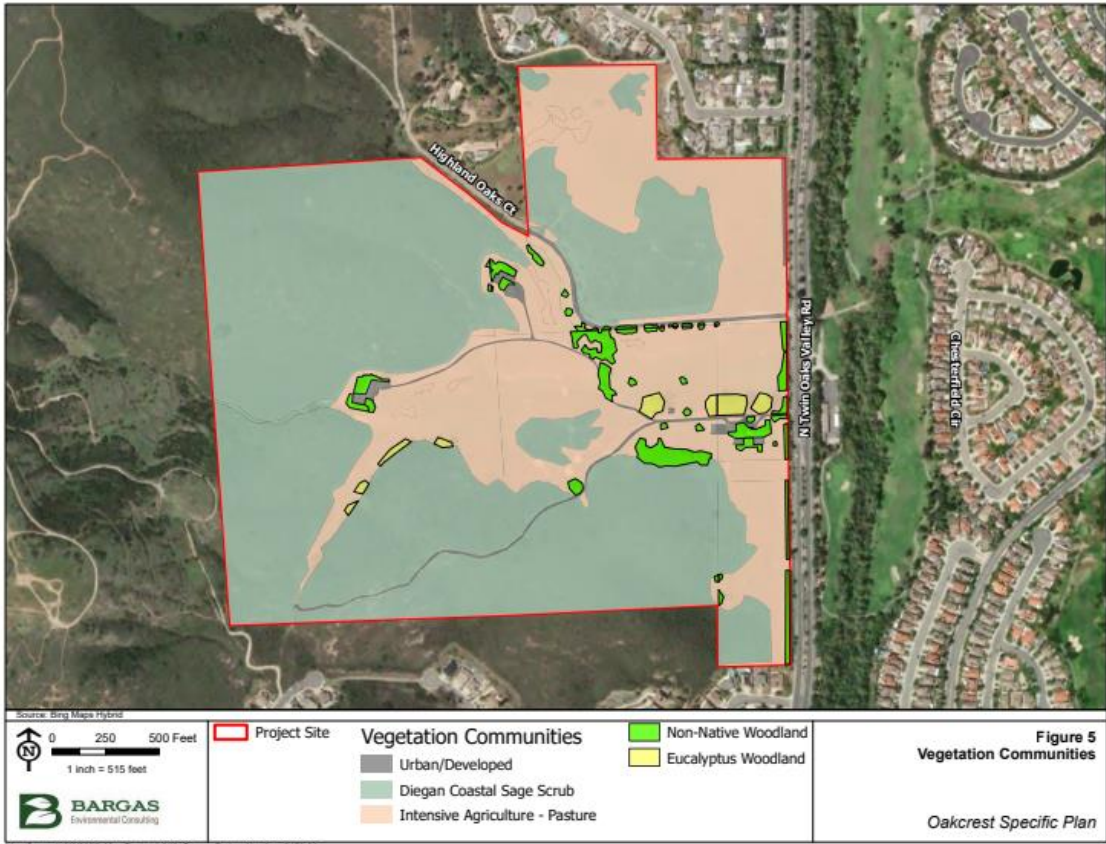 Highland Oaks Ct
N Twin Oaks Valley Rd
Chesterfield Cir
Source: Bing Maps Hybrid
N
0 250 500 Feet
1 inch = 515 feet
BARGAS
Environmental Consulting
Project Site
Vegetation Communities
Urban/Developed
Diegan Coastal Sage Scrub
Intensive Agriculture - Pasture
Non-Native Woodland
Eucalyptus Woodland
Figure 5
Vegetation Communities
Oakcrest Specific Plan